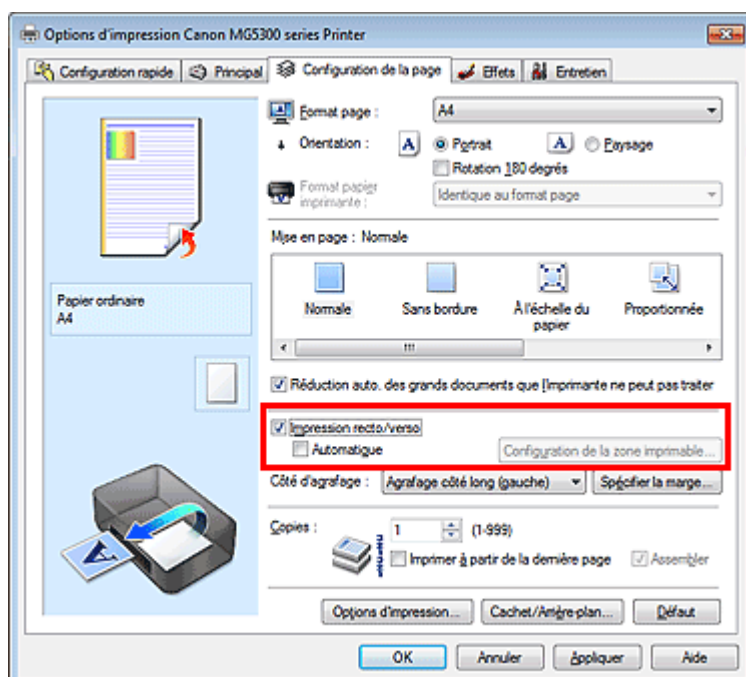 Options d'impression Canon MG5300 series Printer
Configuration rapide Principal Configuration de la page Effets Entretien
Format page : A4
Orientation : A Portrait A Paysage
Rotation 180 degrés
Format papier imprimante : Identique au format page
Mise en page : Normale
Normale Sans bordure À l'échelle du papier Proportionnée
Papier ordinaire
A4
Réduction auto. des grands documents que l'imprimante ne peut pas traiter
Impression recto/verso
Automatique Configuration de la zone imprimable...
Côté d'agrafage : Agrafage côté long (gauche) Spécifier la marge...
Copies : 1 (1-999)
Imprimer à partir de la dernière page Assembler
Options d'impression... Cachet/Arrière-plan... Défaut
OK Annuler Appliquer Aide